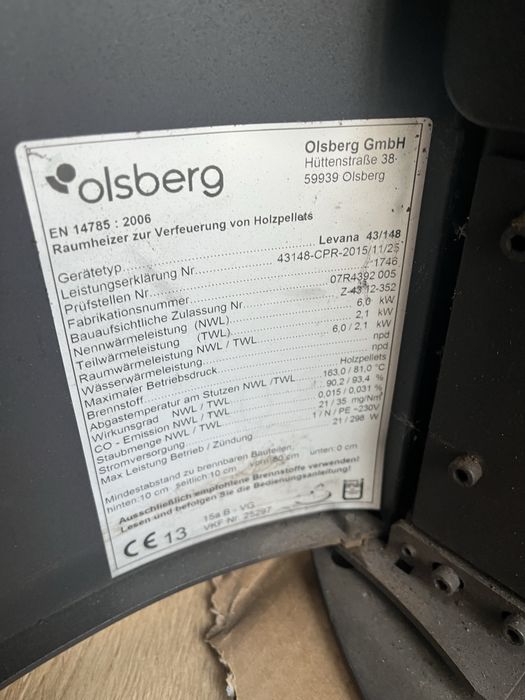 olsberg
Olsberg GmbH
Hüttenstraße 38
59939 Olsberg
EN 14785 : 2006
Raumheizer zur Verfeuerung von Holzpellets
Gerätetyp Levana 43/148
Leistungserklärung Nr. 43148-CPR-2015/11/25
Prüfstellen Nr. 1746
Fabrikationsnummer 07R4392 005
Bauaufsichtliche Zulassung Nr. Z-43.12-352
Nennwärmeleistung (NWL) 6,0 kW
Teilwärmeleistung (TWL) 2,1 kW
Raumwärmeleistung NWL / TWL 6,0 / 2,1 kW
Wässerwärmeleistung npd
Maximaler Betriebsdruck npd
Brennstoff Holzpellets
Abgastemperatur am Stutzen NWL /TWL 163,0 / 81,0 °C
Wirkungsgrad NWL / TWL 90,2 / 93,4 %
CO - Emission NWL / TWL 0,015 / 0,031 %
Staubmenge NWL / TWL 21 / 35 mg/Nm³
Stromversorgung 1 / N / PE ~230V
Max Leistung Betrieb / Zündung 21 / 298 W
Mindestabstand zu brennbaren Bauteilen
hinten: 10 cm seitlich 10 cm vorn: 80 cm unten: 0 cm
Ausschließlich empfohlene Brennstoffe verwenden!
Lesen und befolgen Sie die Bedienungsanleitung!
CE 13
15a B - VG
VKF Nr. 25297